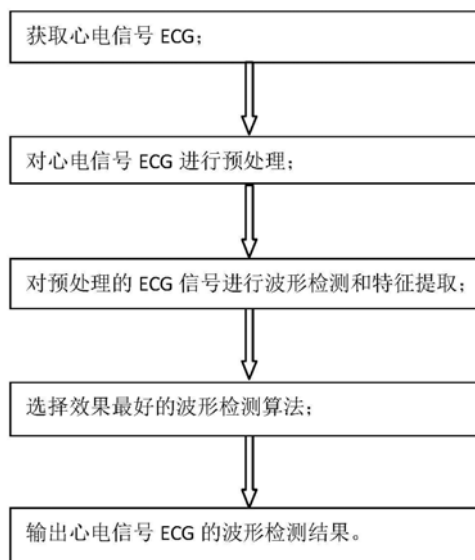 获取心电信号 ECG；
对心电信号 ECG 进行预处理；
对预处理的 ECG 信号进行波形检测和特征提取；
选择效果最好的波形检测算法；
输出心电信号 ECG 的波形检测结果。